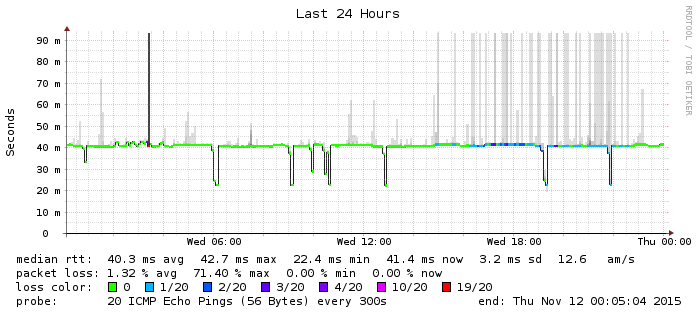 Last 24 Hours
RRDTOOL / TOBI OETIKER
Seconds
90 m
80 m
70 m
60 m
50 m
40 m
30 m
20 m
10 m
0
Wed 06:00 Wed 12:00 Wed 18:00 Thu 00:00
median rtt: 40.3 ms avg 42.7 ms max 22.4 ms min 41.4 ms now 3.2 ms sd 12.6 am/s
packet loss: 1.32 % avg 71.40 % max 0.00 % min 0.00 % now
loss color: 0 1/20 2/20 3/20 4/20 10/20 19/20
probe: 20 ICMP Echo Pings (56 Bytes) every 300s end: Thu Nov 12 00:05:04 2015